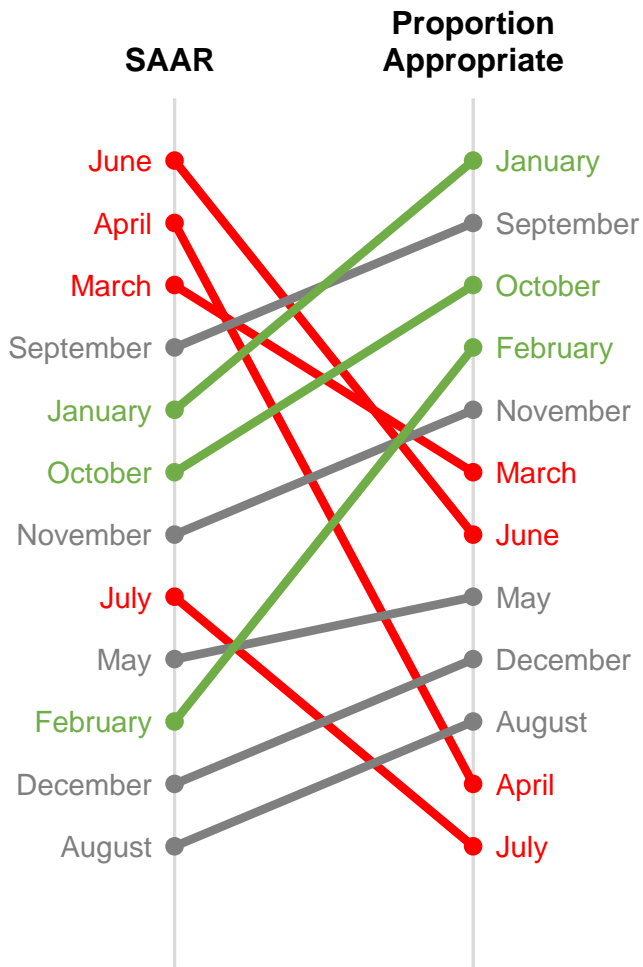 SAAR
Proportion
Appropriate
June
April
March
September
January
October
November
July
May
February
December
August
January
September
October
February
November
March
June
May
December
August
April
July